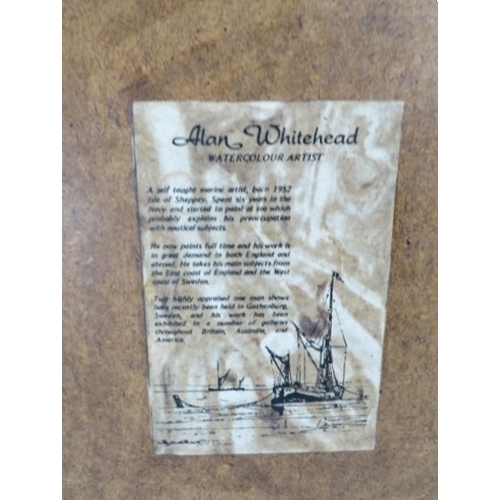 Alan Whitehead
WATERCOLOUR ARTIST
A self taught marine artist, born 1952
Isle of Sheppey. Spent six years in the
Navy and started to paint at sea which
probably explains his preoccupation
with nautical subjects.
He now paints full time and his work is
in great demand in both England and
abroad. He takes his main subjects from
the East coast of England and the West
coast of Sweden.
Two highly appraised one man shows
have recently been held in Gothenburg,
Sweden, and his work has been
exhibited in a number of galleries
throughout Britain, Australia, and
America.